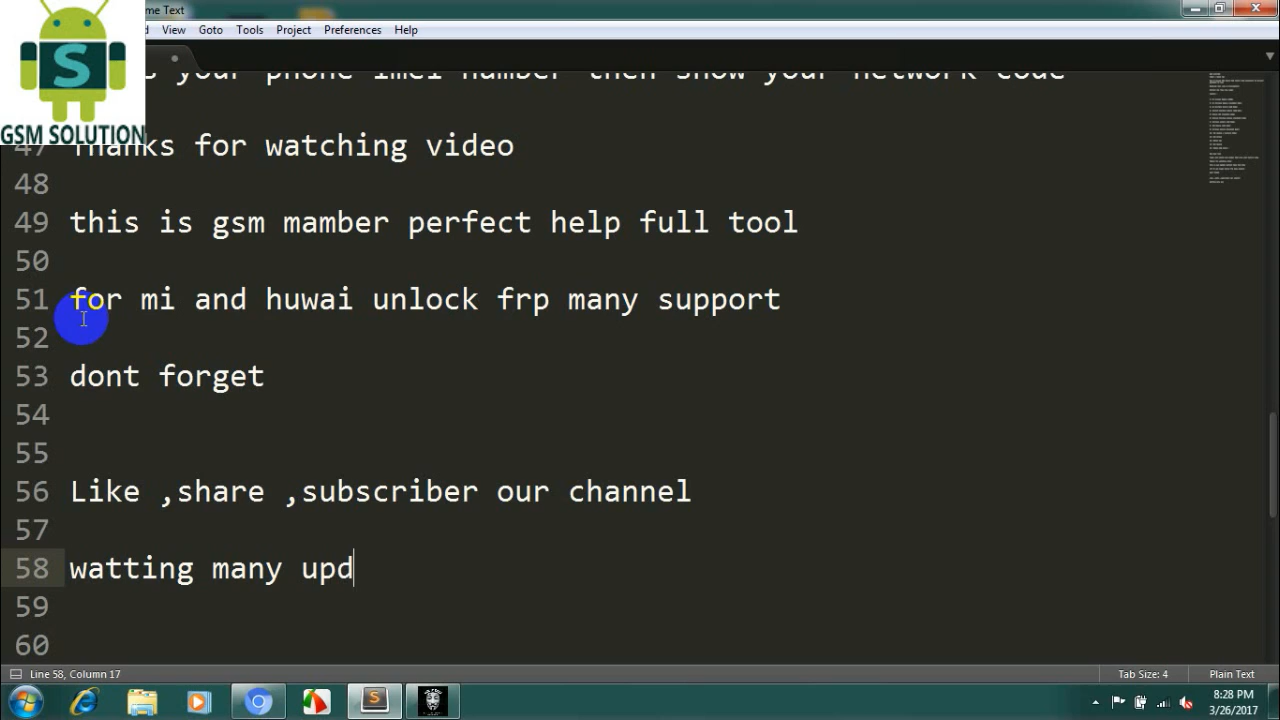 me Text
View Goto Tools Project Preferences Help
S
GSM SOLUTION
your phone imei number then show your network code
47 Thanks for watching video
48
49 this is gsm mamber perfect help full tool
50
51 for mi and huwai unlock frp many support
52
53 dont forget
54
55
56 Like ,share ,subscriber our channel
57
58 watting many upd
59
60
Line 58, Column 17
Tab Size: 4
Plain Text
S
8:28 PM
3/26/2017